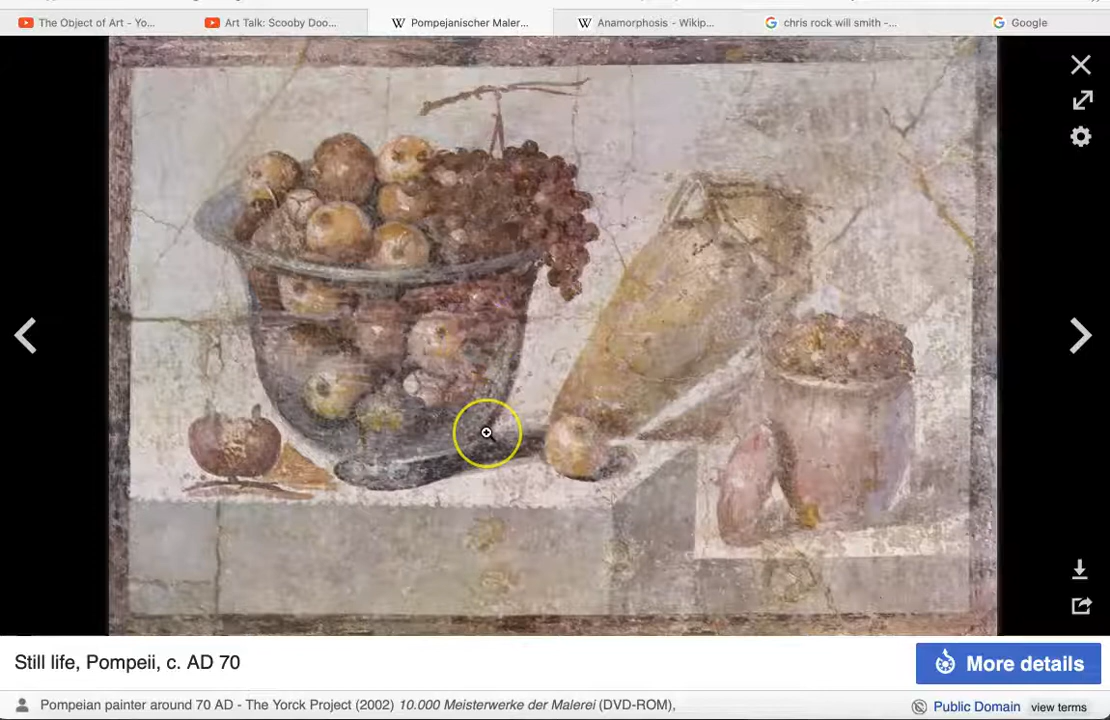 The Object of Art - Yo...
Art Talk: Scooby Doo...
W Pompejanischer Maler...
W Anamorphosis - Wikip...
G chris rock will smith -...
G Google
Still life, Pompeii, c. AD 70
More details
Pompeian painter around 70 AD - The Yorck Project (2002) 10.000 Meisterwerke der Malerei (DVD-ROM),
Public Domain view terms